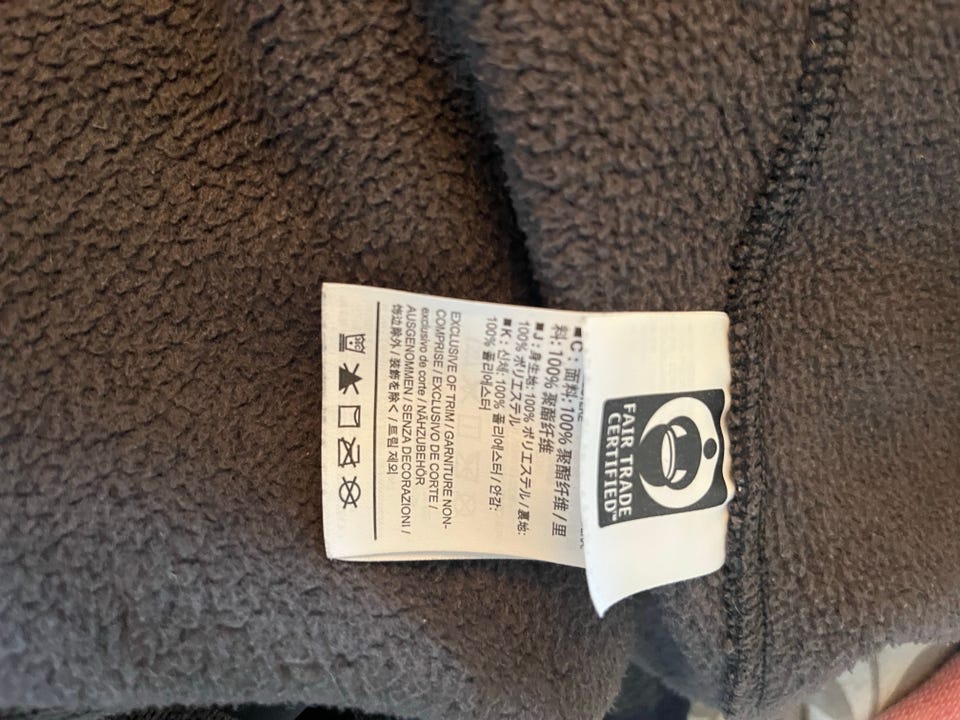 FAIR TRADE
CERTIFIED™
■C : 面料: 100% 聚酯纤维 / 里
料: 100% 聚酯纤维
■J : 身生地: 100% ポリエステル / 裏地:
100% ポリエステル
■K : 신체: 100% 폴리에스터 / 안감:
100% 폴리에스터
EXCLUSIVE OF TRIM / GARNITURE NON-
COMPRISE / EXCLUSIVO DE CORTE /
exclusivo de corte / NÄHZUBEHÖR
AUSGENOMMEN / SENZA DECORAZIONI /
饰边除外 / 装飾を除く / 트림 제외